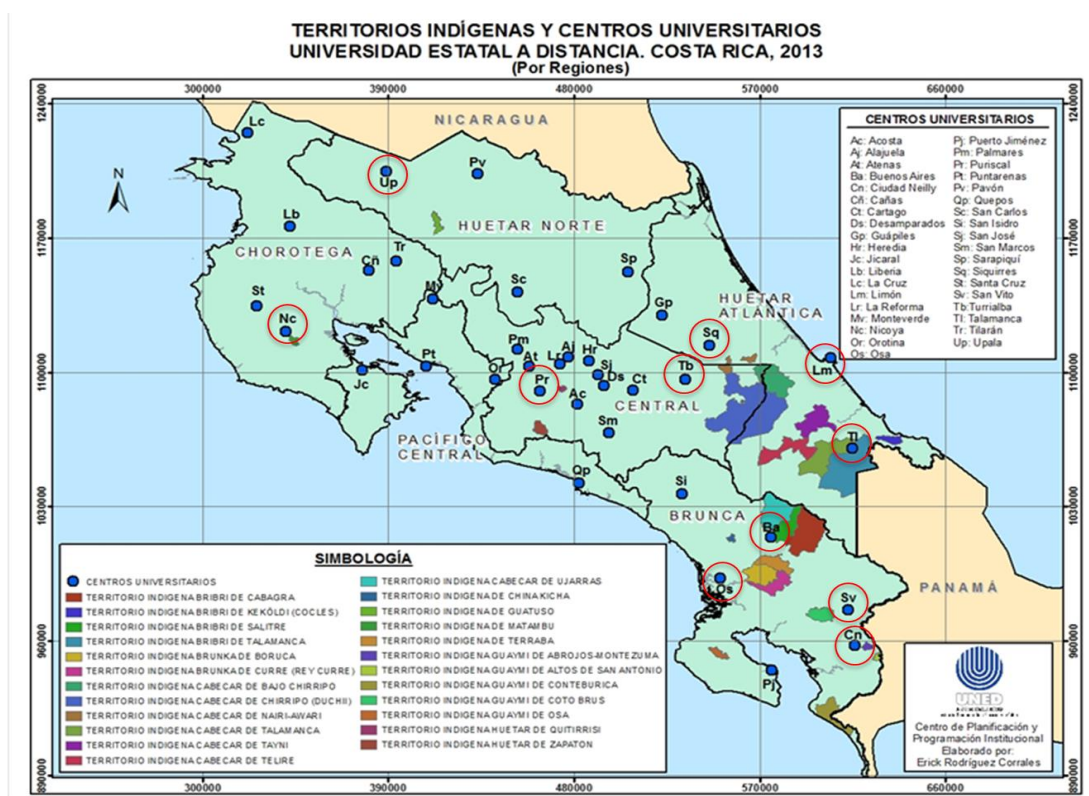 TERRITORIOS INDÍGENAS Y CENTROS UNIVERSITARIOS
UNIVERSIDAD ESTATAL A DISTANCIA. COSTA RICA, 2013
(Por Regiones)
300000 390000 480000 570000 660000
1240000 1240000
1170000 1170000
1100000 1100000
1030000 1030000
960000 960000
890000 890000
N
NICARAGUA
HUETAR NORTE
CHOROTEGA
HUETAR
ATLÁNTICA
CENTRAL
PACÍFICO
CENTRAL
BRUNCA
PANAMÁ
Lc
Up
Pv
Lb
Tr
Cñ
Sp
St
Mv
Sc
Gp
Nc
Sq
Pm
Aj
At
Lr
Hr
Sj
Tb
Lm
Jc
Pt
Or
Pr
Ds
Ct
Ac
Sm
Tl
Qp
Si
Ba
Os
Sv
Cn
Pj
CENTROS UNIVERSITARIOS
Ac: Acosta
Aj: Alajuela
At: Atenas
Ba: Buenos Aires
Cn: Ciudad Neilly
Cñ: Cañas
Ct: Cartago
Ds: Desamparados
Gp: Guápiles
Hr: Heredia
Jc: Jicaral
Lb: Liberia
Lc: La Cruz
Lm: Limón
Lr: La Reforma
Mv: Monteverde
Nc: Nicoya
Or: Orotina
Os: Osa
Pj: Puerto Jiménez
Pm: Palmares
Pr: Puriscal
Pt: Puntarenas
Pv: Pavón
Qp: Quepos
Sc: San Carlos
Si: San Isidro
Sj: San José
Sm: San Marcos
Sp: Sarapiquí
Sq: Siquirres
St: Santa Cruz
Sv: San Vito
Tb: Turrialba
Tl: Talamanca
Tr: Tilarán
Up: Upala
SIMBOLOGÍA
CENTROS UNIVERSITARIOS
TERRITORIO INDIGENA BRIBRI DE CABAGRA
TERRITORIO INDIGENA BRIBRI DE KEKÖLDI (COCLES)
TERRITORIO INDIGENA BRIBRI DE SALITRE
TERRITORIO INDIGENA BRIBRI DE TALAMANCA
TERRITORIO INDIGENA BRUNKA DE BORUCA
TERRITORIO INDIGENA BRUNKA DE CURRE (REY CURRE)
TERRITORIO INDIGENA CABECAR DE BAJO CHIRRIPO
TERRITORIO INDIGENA CABECAR DE CHIRRIPO (DUCHII)
TERRITORIO INDIGENA CABECAR DE NAIRI-AWARI
TERRITORIO INDIGENA CABECAR DE TALAMANCA
TERRITORIO INDIGENA CABECAR DE TAYNI
TERRITORIO INDIGENA CABECAR DE TELIRE
TERRITORIO INDIGENA CABECAR DE UJARRAS
TERRITORIO INDIGENA DE CHINA KICHA
TERRITORIO INDIGENA DE GUATUSO
TERRITORIO INDIGENA DE MATAMBU
TERRITORIO INDIGENA DE TERRABA
TERRITORIO INDIGENA GUAYMI DE ABROJOS-MONTEZUMA
TERRITORIO INDIGENA GUAYMI DE ALTOS DE SAN ANTONIO
TERRITORIO INDIGENA GUAYMI DE CONTEBURICA
TERRITORIO INDIGENA GUAYMI DE COTO BRUS
TERRITORIO INDIGENA GUAYMI DE OSA
TERRITORIO INDIGENA HUETAR DE QUITIRRISI
TERRITORIO INDIGENA HUETAR DE ZAPATON
UNED
Centro de Planificación y
Programación Institucional
Elaborado por:
Erick Rodríguez Corrales
300000 390000 480000 570000 660000